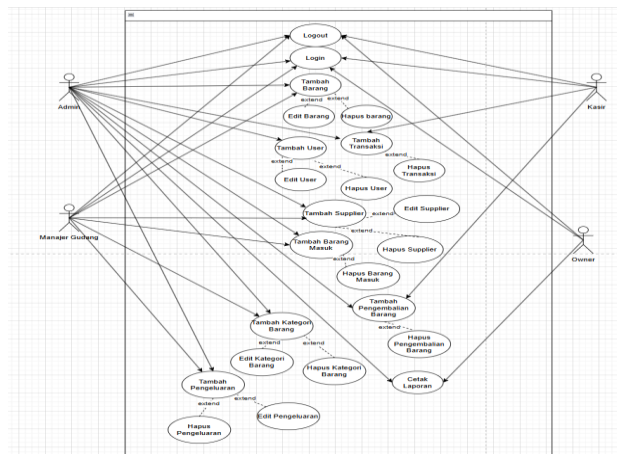 Logout
Login
Tambah
Barang
extend
extend
Edit Barang
Hapus barang
Admin
Kasir
Tambah User
Tambah
Transaksi
extend
extend
extend
Hapus
Transaksi
Edit User
Hapus User
Tambah Supplier
extend
Edit Supplier
extend
Manajer Gudang
Tambah Barang
Masuk
Hapus Supplier
extend
Owner
Hapus Barang
Masuk
Tambah
Pengembalian
Barang
extend
Tambah Kategori
Barang
extend
extend
Hapus
Pengembalian
Barang
Edit Kategori
Barang
Hapus Kategori
Barang
Tambah
Pengeluaran
Cetak
Laporan
extend
extend
Edit Pengeluaran
Hapus
Pengeluaran